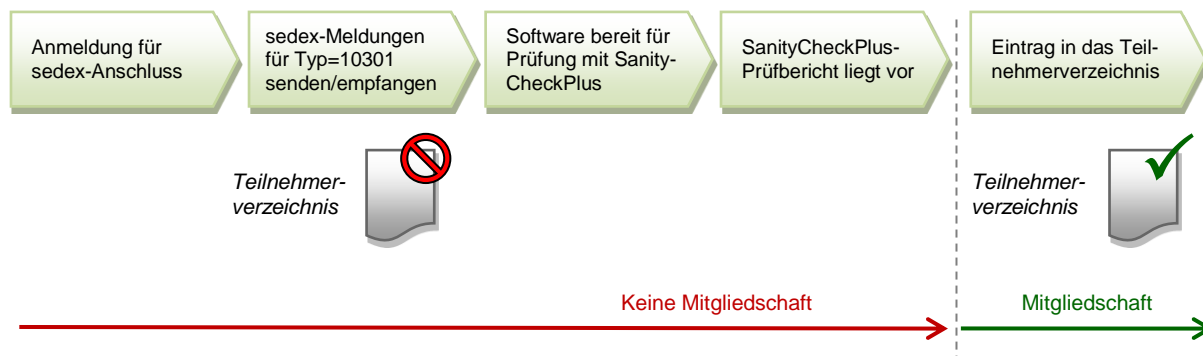 Anmeldung für
sedex-Anschluss
sedex-Meldungen
für Typ=10301
senden/empfangen
Software bereit für
Prüfung mit Sanity-
CheckPlus
SanityCheckPlus-
Prüfbericht liegt vor
Eintrag in das Teil-
nehmerverzeichnis
Teilnehmer-
verzeichnis
Teilnehmer-
verzeichnis
Keine Mitgliedschaft
Mitgliedschaft